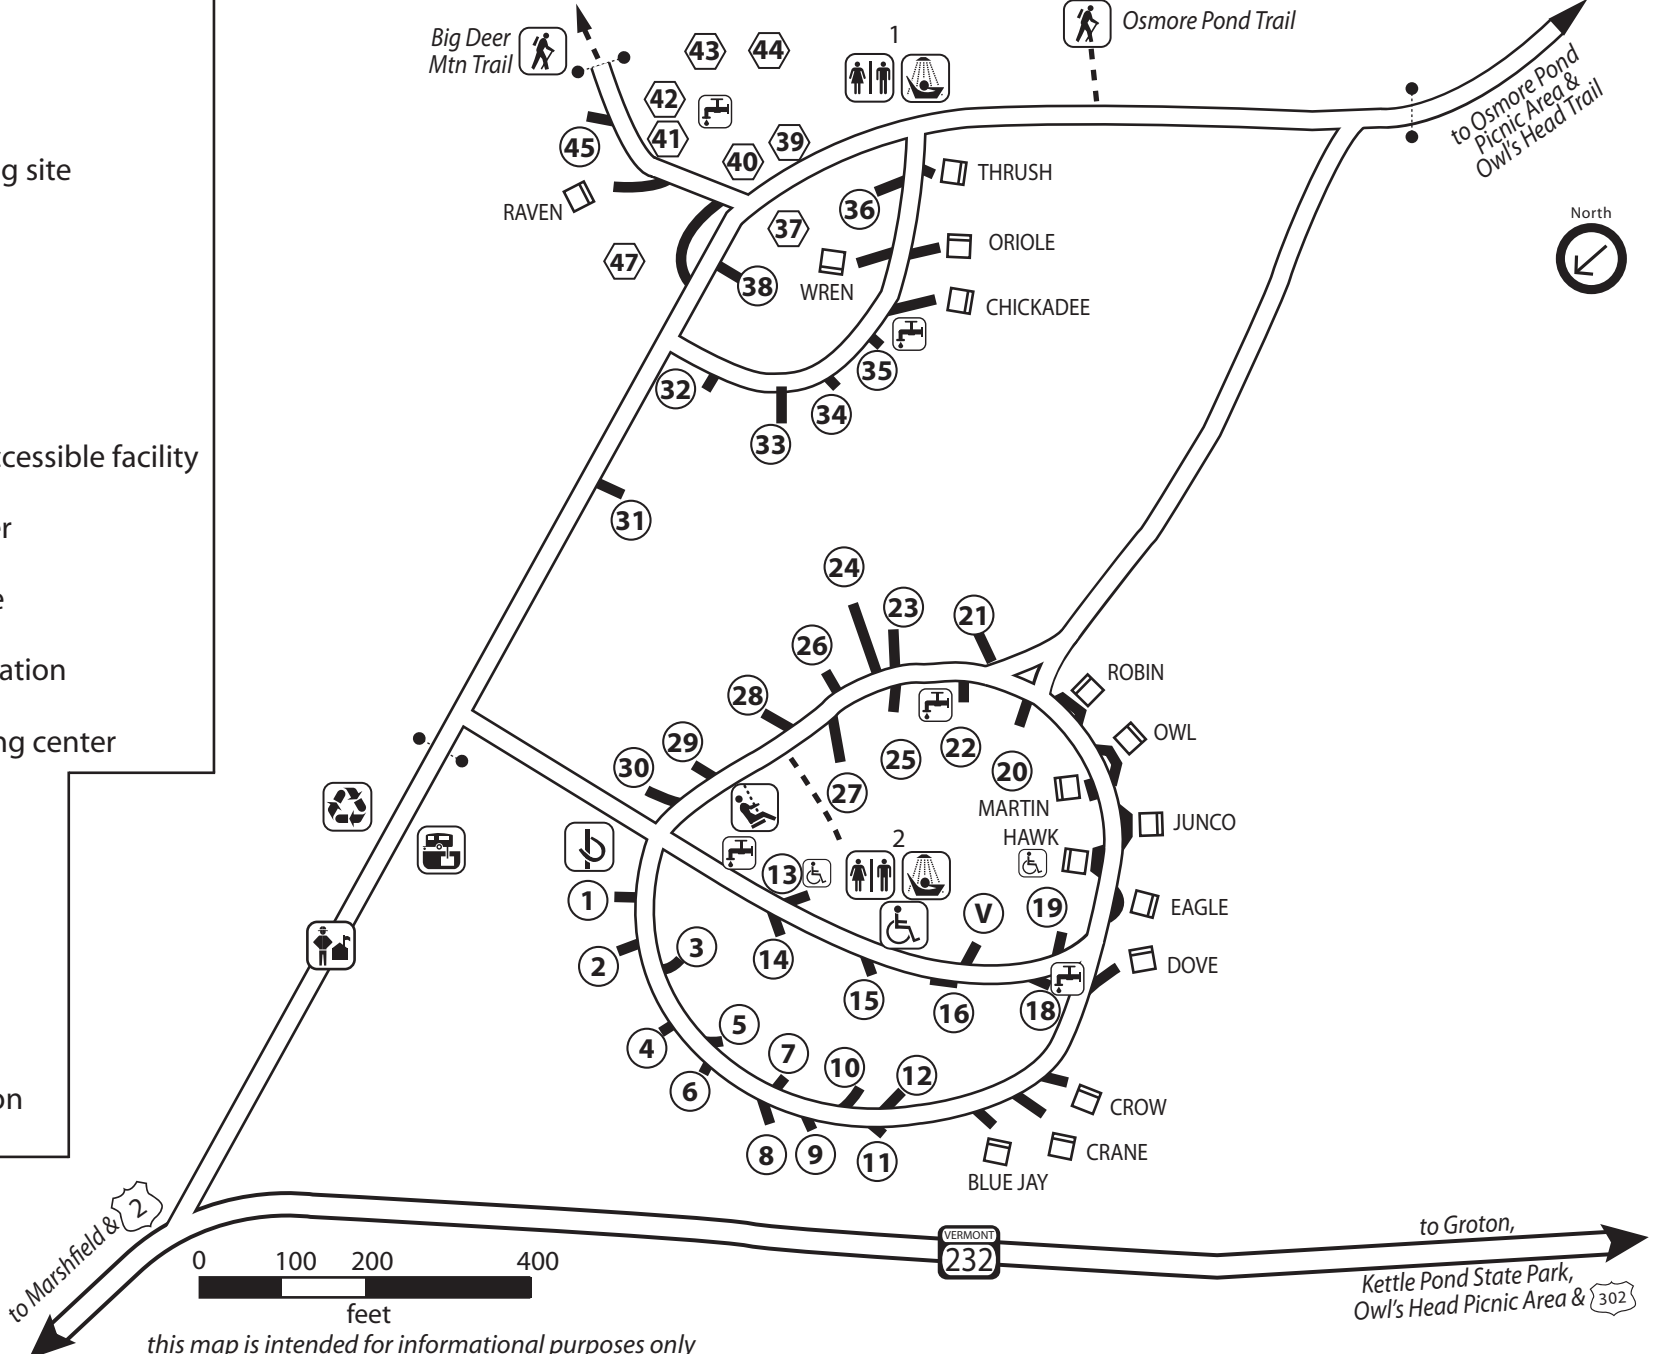 g site
ccessible facility
er
e
ation
ng center
on
Big Deer
Mtn Trail
43
44
1
Osmore Pond Trail
to Osmore Pond
Picnic Area &
Owl's Head Trail
42
41
45
40
39
RAVEN
36
THRUSH
37
ORIOLE
47
38
WREN
CHICKADEE
North
32
35
34
33
31
24
23
21
26
28
ROBIN
29
OWL
30
25
22
20
27
MARTIN
JUNCO
2
HAWK
13
1
V
19
EAGLE
2
3
14
DOVE
15
16
18
5
4
7
10
12
6
CROW
8
9
11
CRANE
BLUE JAY
to Marshfield & 2
0 100 200 400
feet
VERMONT
232
to Groton,
Kettle Pond State Park,
Owl's Head Picnic Area & 302
this map is intended for informational purposes only